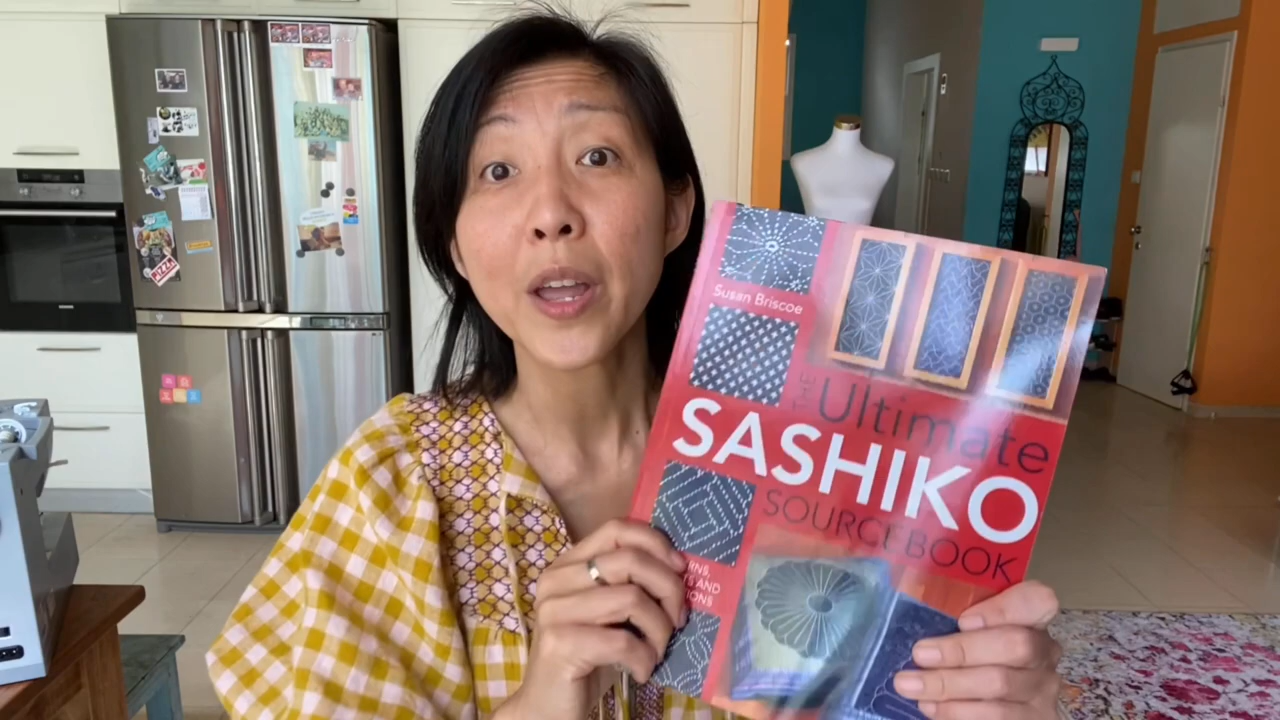 Susan Briscoe
THE
Ultimate
SASHIKO
SOURCEBOOK
PIZZA